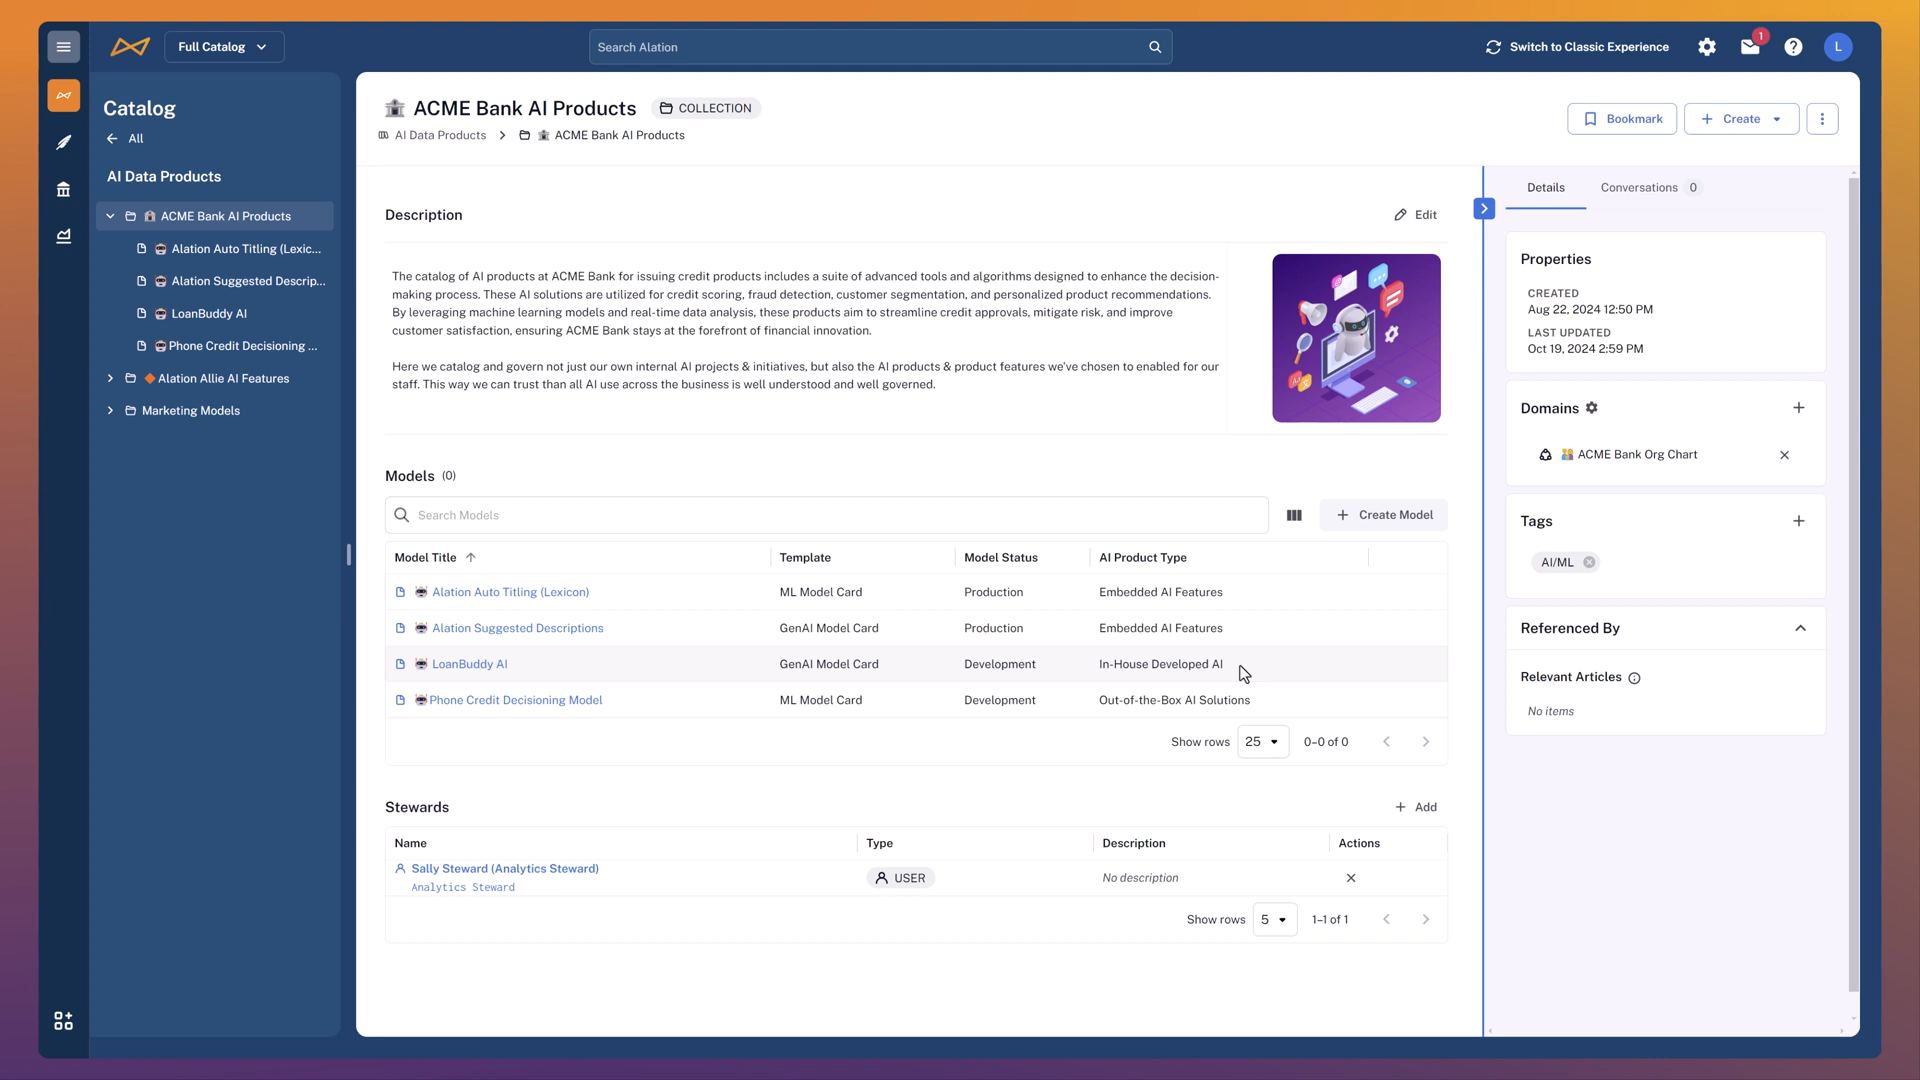 Full Catalog
Search Alation
Switch to Classic Experience
1
L
Catalog
All
AI Data Products
ACME Bank AI Products
Alation Auto Titling (Lexic...
Alation Suggested Descrip...
LoanBuddy AI
Phone Credit Decisioning ...
Alation Allie AI Features
Marketing Models
ACME Bank AI Products
COLLECTION
AI Data Products
ACME Bank AI Products
Bookmark
Create
Description
Edit
The catalog of AI products at ACME Bank for issuing credit products includes a suite of advanced tools and algorithms designed to enhance the decision-
making process. These AI solutions are utilized for credit scoring, fraud detection, customer segmentation, and personalized product recommendations.
By leveraging machine learning models and real-time data analysis, these products aim to streamline credit approvals, mitigate risk, and improve
customer satisfaction, ensuring ACME Bank stays at the forefront of financial innovation.
Here we catalog and govern not just our own internal AI projects & initiatives, but also the AI products & product features we've chosen to enabled for our
staff. This way we can trust than all AI use across the business is well understood and well governed.
Models (0)
Search Models
Create Model
Model Title Template Model Status AI Product Type
Alation Auto Titling (Lexicon) ML Model Card Production Embedded AI Features
Alation Suggested Descriptions GenAI Model Card Production Embedded AI Features
LoanBuddy AI GenAI Model Card Development In-House Developed AI
Phone Credit Decisioning Model ML Model Card Development Out-of-the-Box AI Solutions
Show rows 25 0–0 of 0
Stewards
Add
Name Type Description Actions
Sally Steward (Analytics Steward) USER No description
Analytics Steward
Show rows 5 1–1 of 1
Details Conversations 0
Properties
CREATED
Aug 22, 2024 12:50 PM
LAST UPDATED
Oct 19, 2024 2:59 PM
Domains
ACME Bank Org Chart
Tags
AI/ML
Referenced By
Relevant Articles
No items